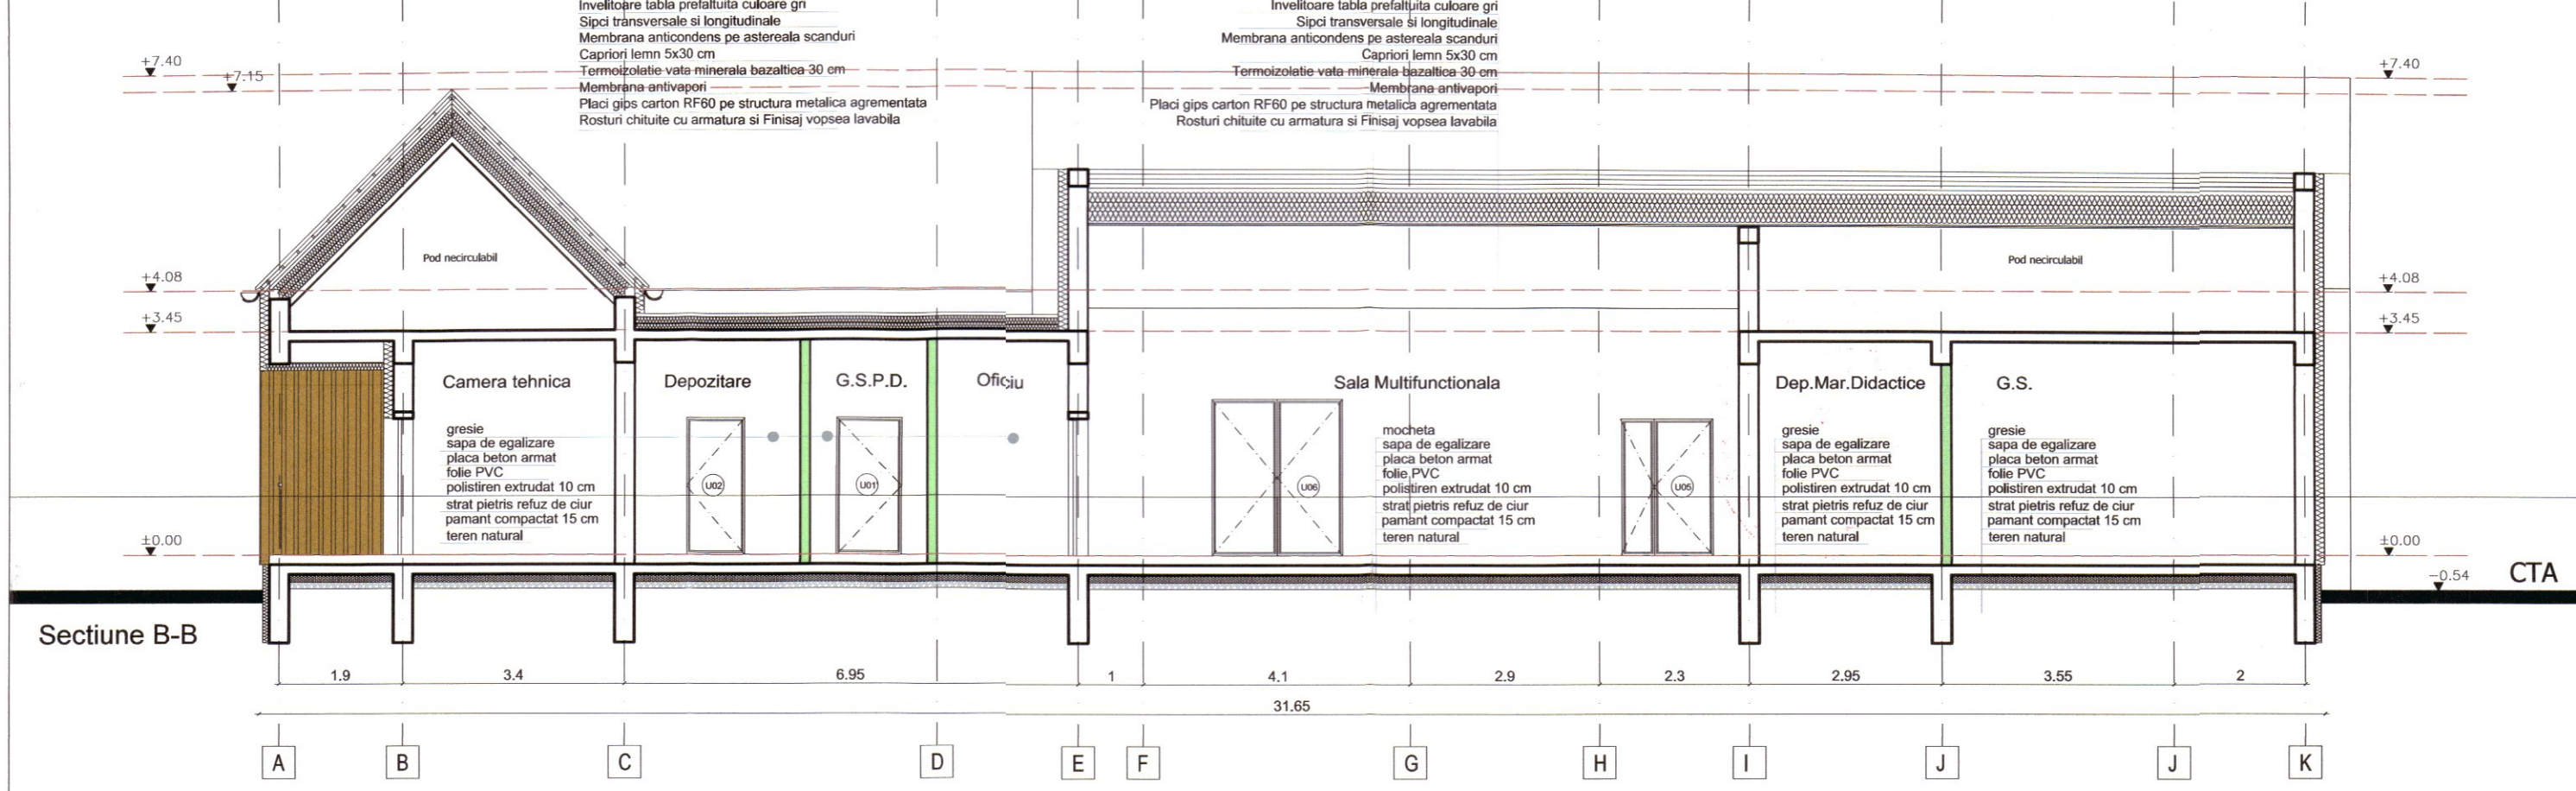 Invelitoare tabla prefaltuita culoare gri
Sipci transversale si longitudinale
Membrana anticondens pe astereala scanduri
Capriori lemn 5x30 cm
Termoizolatie vata minerala bazaltica 30 cm
Membrana antivapori
Placi gips carton RF60 pe structura metalica agrementata
Rosturi chituite cu armatura si Finisaj vopsea lavabila
Invelitoare tabla prefaltuita culoare gri
Sipci transversale si longitudinale
Membrana anticondens pe astereala scanduri
Capriori lemn 5x30 cm
Termoizolatie vata minerala bazaltica 30 cm
Membrana antivapori
Placi gips carton RF60 pe structura metalica agrementata
Rosturi chituite cu armatura si Finisaj vopsea lavabila
+7.40
+7.15
+7.40
Pod necirculabil
Pod necirculabil
+4.08
+4.08
+3.45
+3.45
Camera tehnica
Depozitare
G.S.P.D.
Oficiu
Sala Multifunctionala
Dep.Mar.Didactice
G.S.
gresie
sapa de egalizare
placa beton armat
folie PVC
polistiren extrudat 10 cm
strat pietris refuz de ciur
pamant compactat 15 cm
teren natural
U02
U01
U06
mocheta
sapa de egalizare
placa beton armat
folie PVC
polistiren extrudat 10 cm
strat pietris refuz de ciur
pamant compactat 15 cm
teren natural
U05
gresie
sapa de egalizare
placa beton armat
folie PVC
polistiren extrudat 10 cm
strat pietris refuz de ciur
pamant compactat 15 cm
teren natural
gresie
sapa de egalizare
placa beton armat
folie PVC
polistiren extrudat 10 cm
strat pietris refuz de ciur
pamant compactat 15 cm
teren natural
±0.00
±0.00
-0.54
CTA
Sectiune B-B
1.9
3.4
6.95
1
4.1
2.9
2.3
2.95
3.55
2
31.65
A
B
C
D
E
F
G
H
I
J
J
K